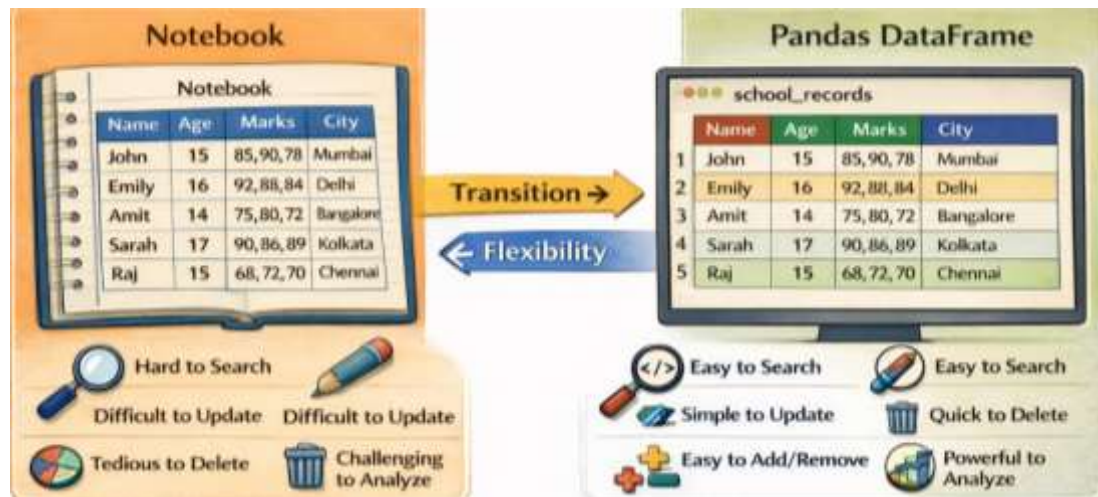 Notebook
Notebook
Name Age Marks City
John 15 85,90,78 Mumbai
Emily 16 92,88,84 Delhi
Amit 14 75,80,72 Bangalore
Sarah 17 90,86,89 Kolkata
Raj 15 68,72,70 Chennai
Transition →
← Flexibility
Pandas DataFrame
school_records
Name Age Marks City
1 John 15 85,90,78 Mumbai
2 Emily 16 92,88,84 Delhi
3 Amit 14 75,80,72 Bangalore
4 Sarah 17 90,86,89 Kolkata
5 Raj 15 68,72,70 Chennai
Hard to Search
Difficult to Update Difficult to Update
Tedious to Delete
Challenging
to Analyze
</> Easy to Search
Easy to Search
Simple to Update
Quick to Delete
Easy to Add/Remove
Powerful to
Analyze